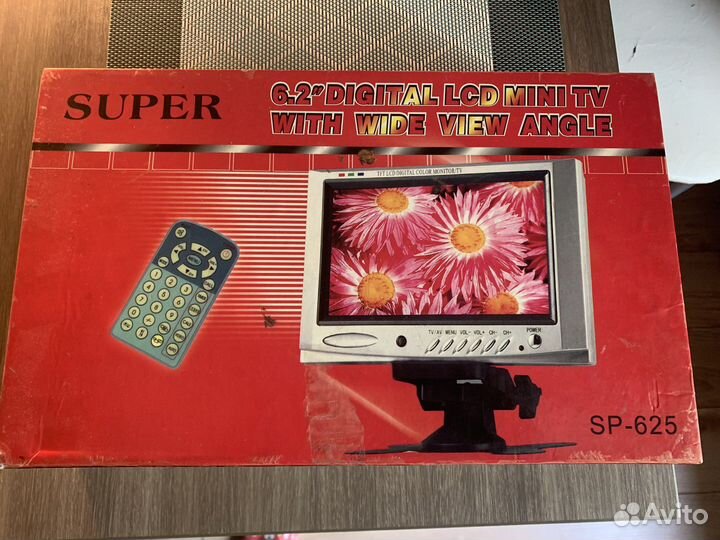 SUPER
6.2" DIGITAL LCD MINI TV
WITH WIDE VIEW ANGLE
TFT LCD DIGITAL COLOR MONITOR/TV
TV/AV MENU VOL- VOL+ CH- CH+ POWER
SP-625
Avito